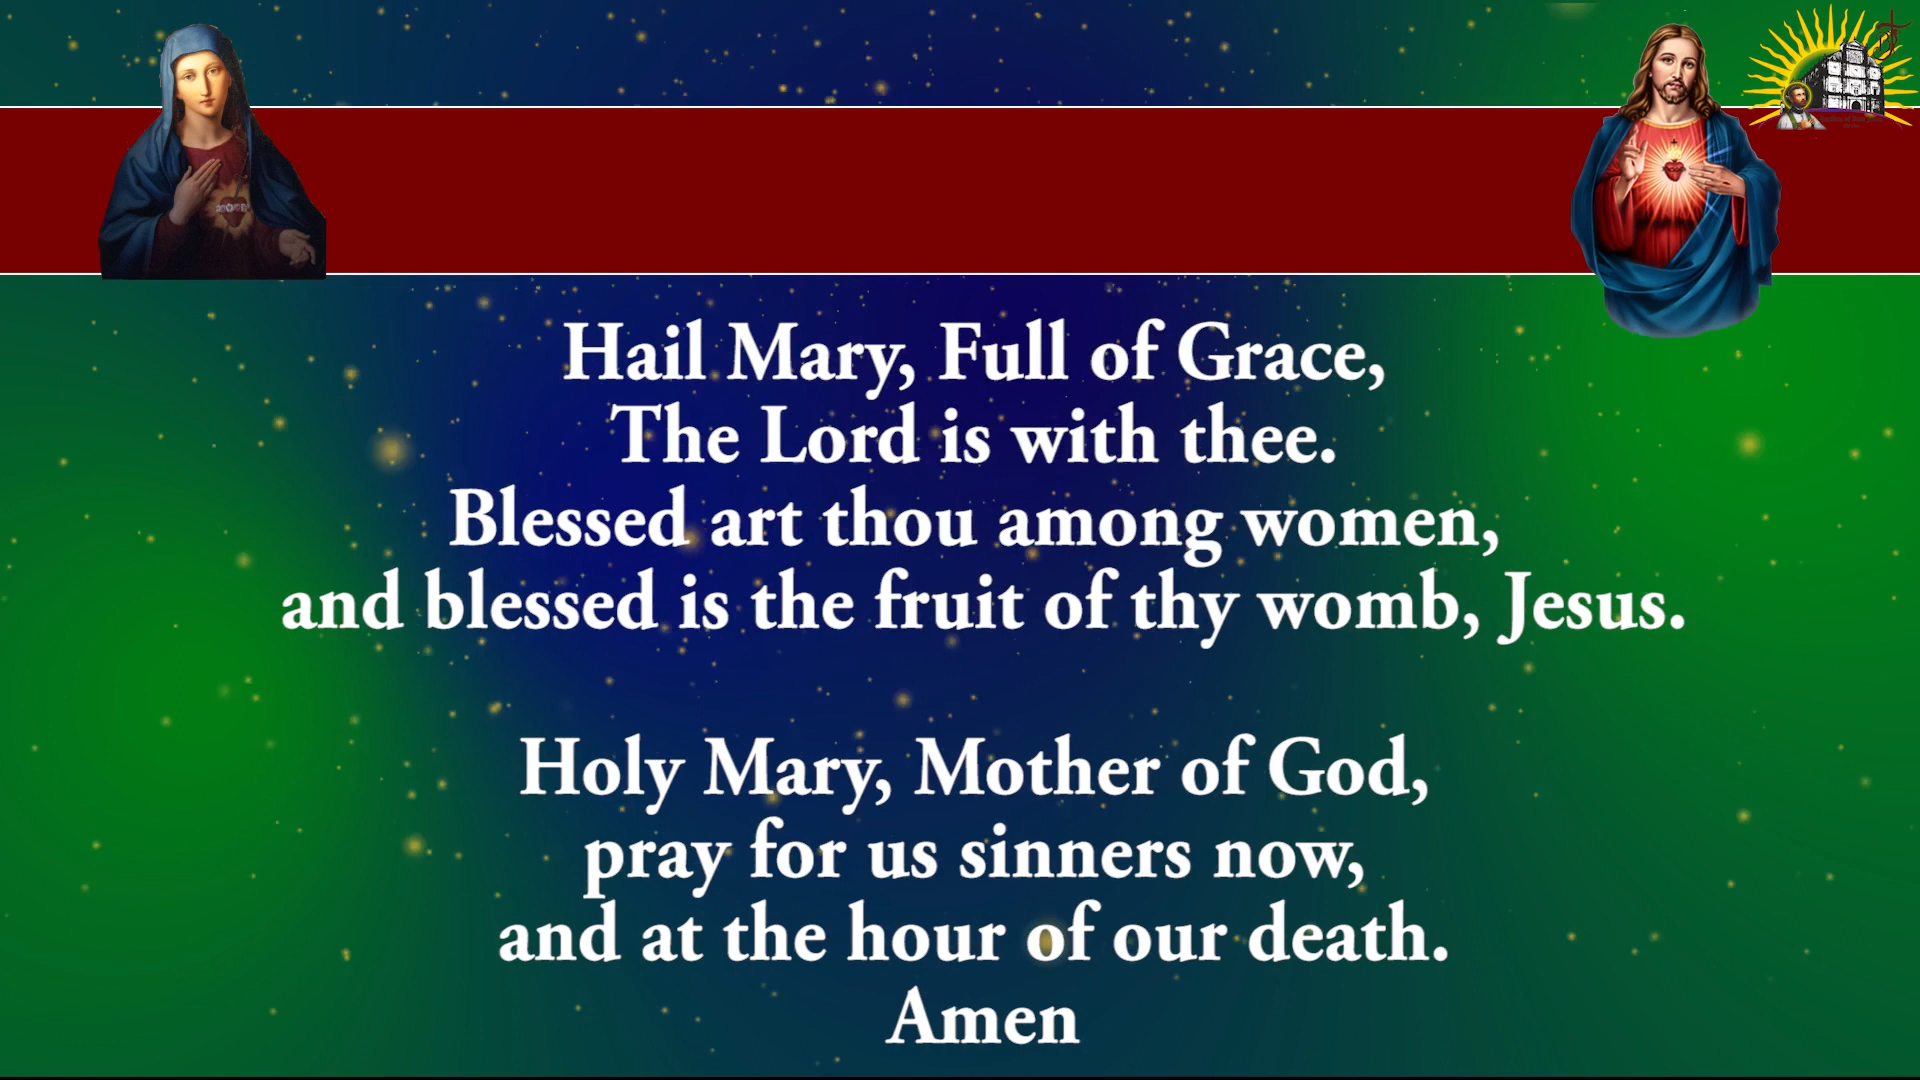 Hail Mary, Full of Grace,
The Lord is with thee.
Blessed art thou among women,
and blessed is the fruit of thy womb, Jesus.
Holy Mary, Mother of God,
pray for us sinners now,
and at the hour of our death.
Amen